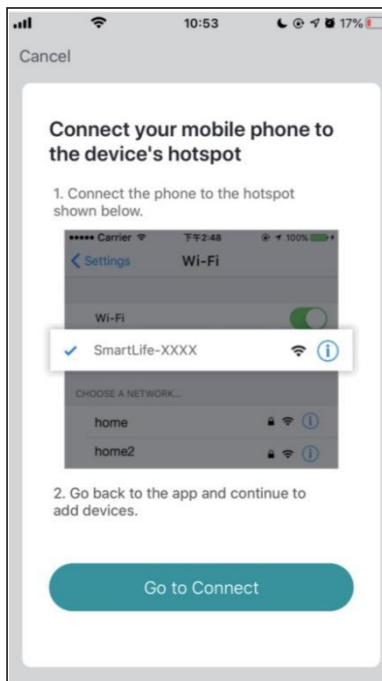 10:53
17%
Cancel
Connect your mobile phone to
the device's hotspot
1. Connect the phone to the hotspot
shown below.
Carrier 下午2:48 100%
Settings Wi-Fi
Wi-Fi
SmartLife-XXXX
CHOOSE A NETWORK...
home
home2
2. Go back to the app and continue to
add devices.
Go to Connect